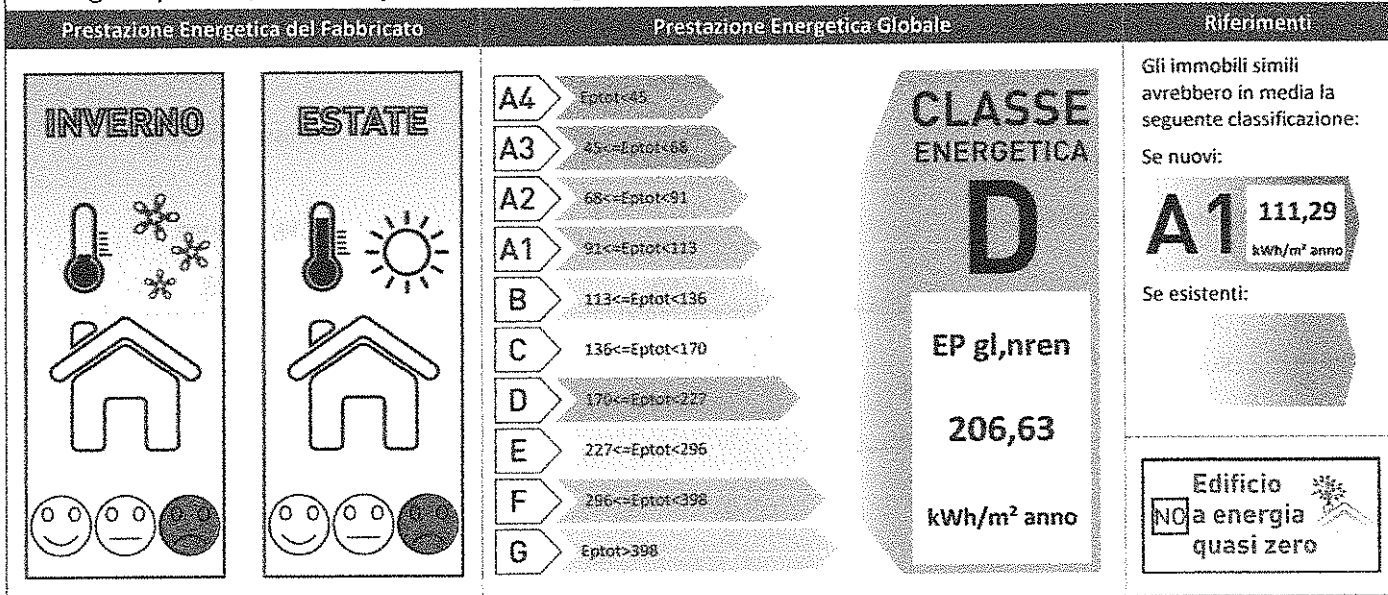 Prestazione Energetica del Fabbricato
Prestazione Energetica Globale
Riferimenti
INVERNO
ESTATE
A4 Eptot<45
A3 45<=Eptot<68
A2 68<=Eptot<91
A1 91<=Eptot<113
B 113<=Eptot<136
C 136<=Eptot<170
D 170<=Eptot<227
E 227<=Eptot<296
F 296<=Eptot<398
G Eptot>398
CLASSE
ENERGETICA
D
EP gl,nren
206,63
kWh/m² anno
Gli immobili simili
avrebbero in media la
seguente classificazione:
Se nuovi:
A1 111,29
kWh/m² anno
Se esistenti:
Edificio
NO a energia
quasi zero